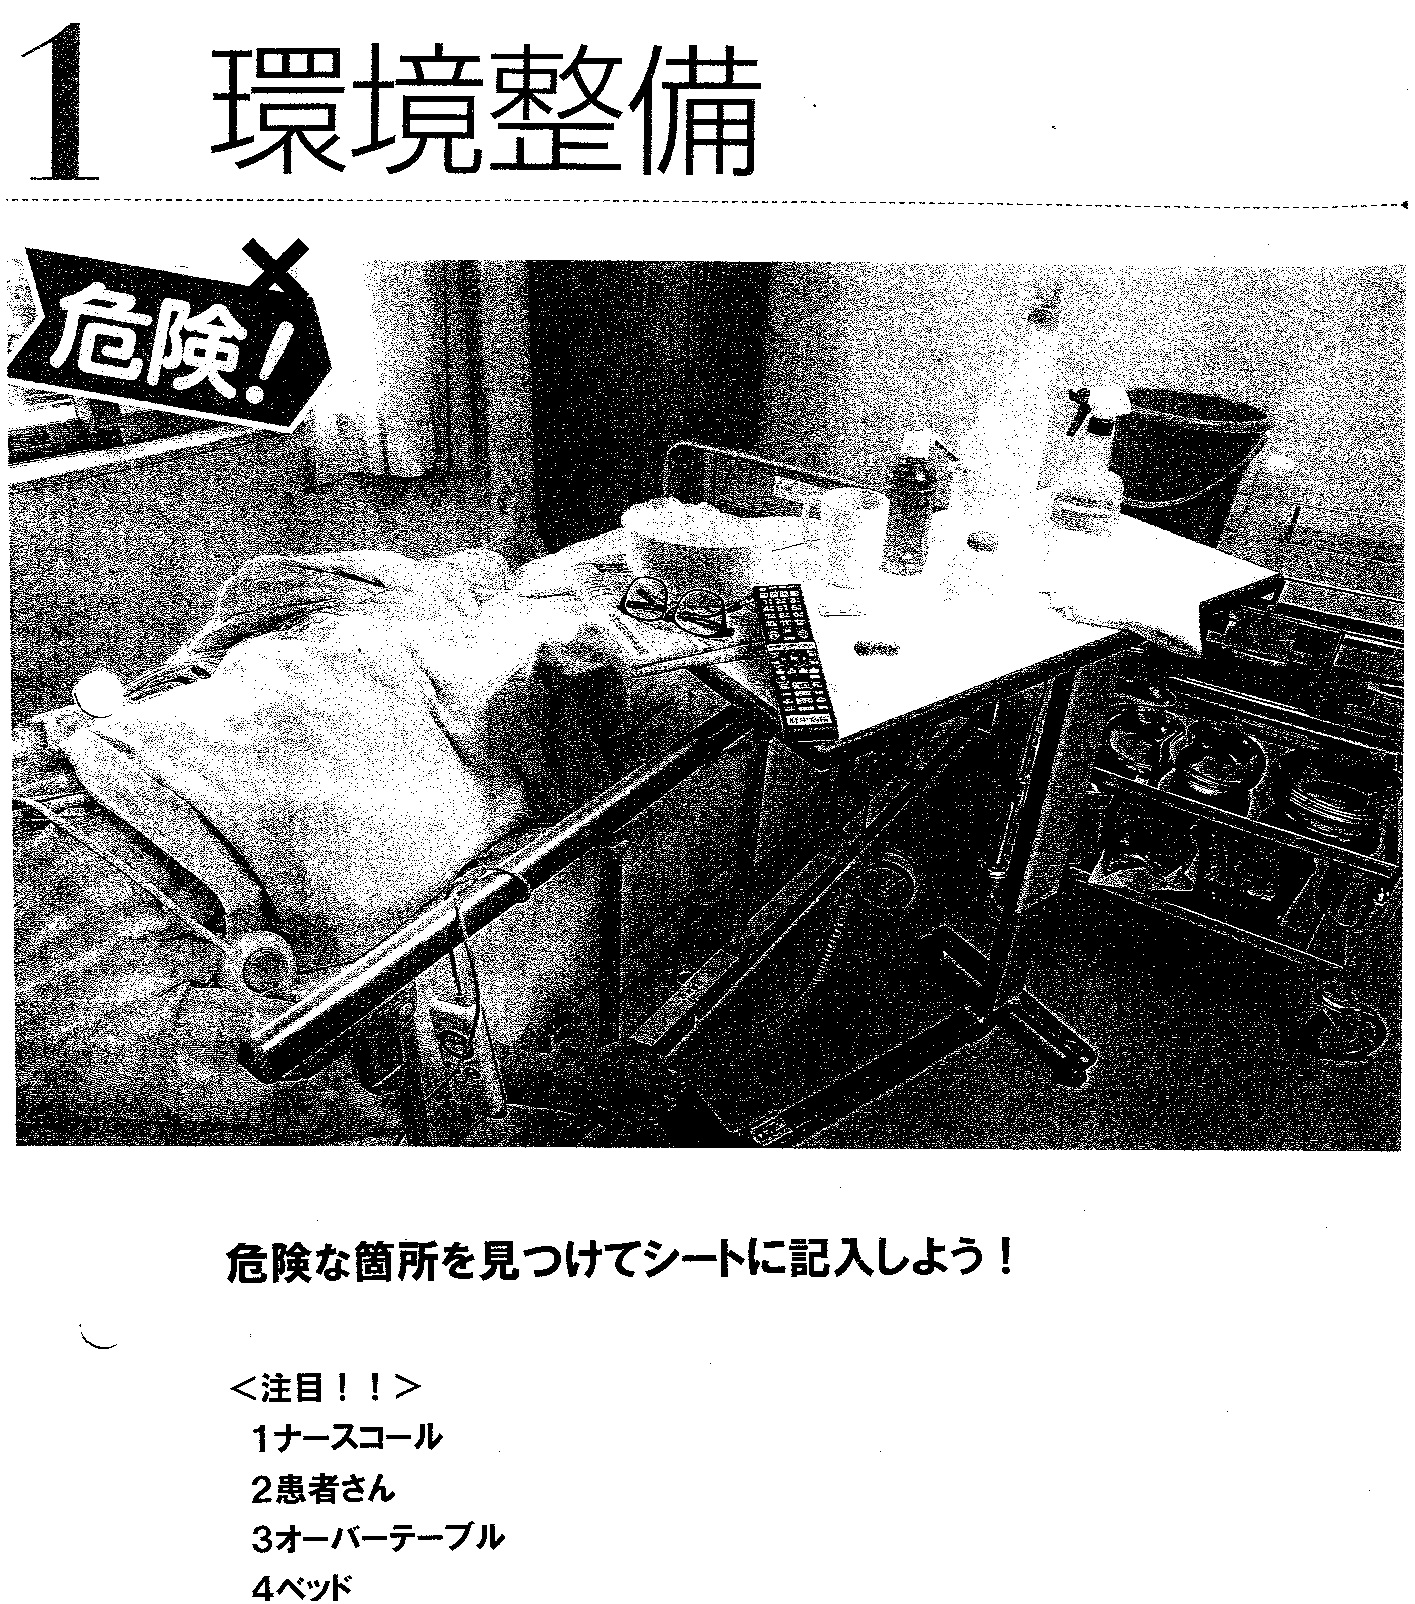 1 環境整備
危険!
危険な箇所を見つけてシートに記入しよう！
＜注目！！＞
1ナースコール
2患者さん
3オーバーテーブル
4ベッド